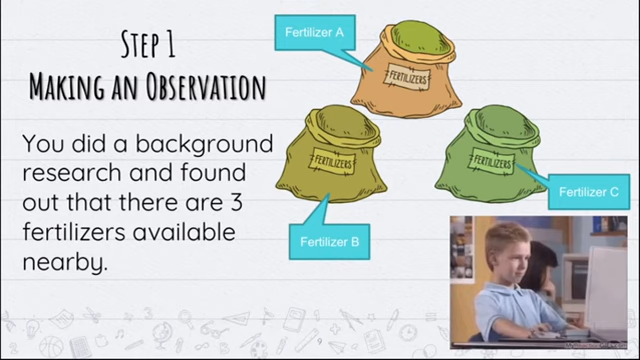 STEP 1
MAKING AN OBSERVATION
You did a background
research and found
out that there are 3
fertilizers available
nearby.
Fertilizer A
FERTILIZERS
FERTILIZERS
FERTILIZERS
Fertilizer B
Fertilizer C
9